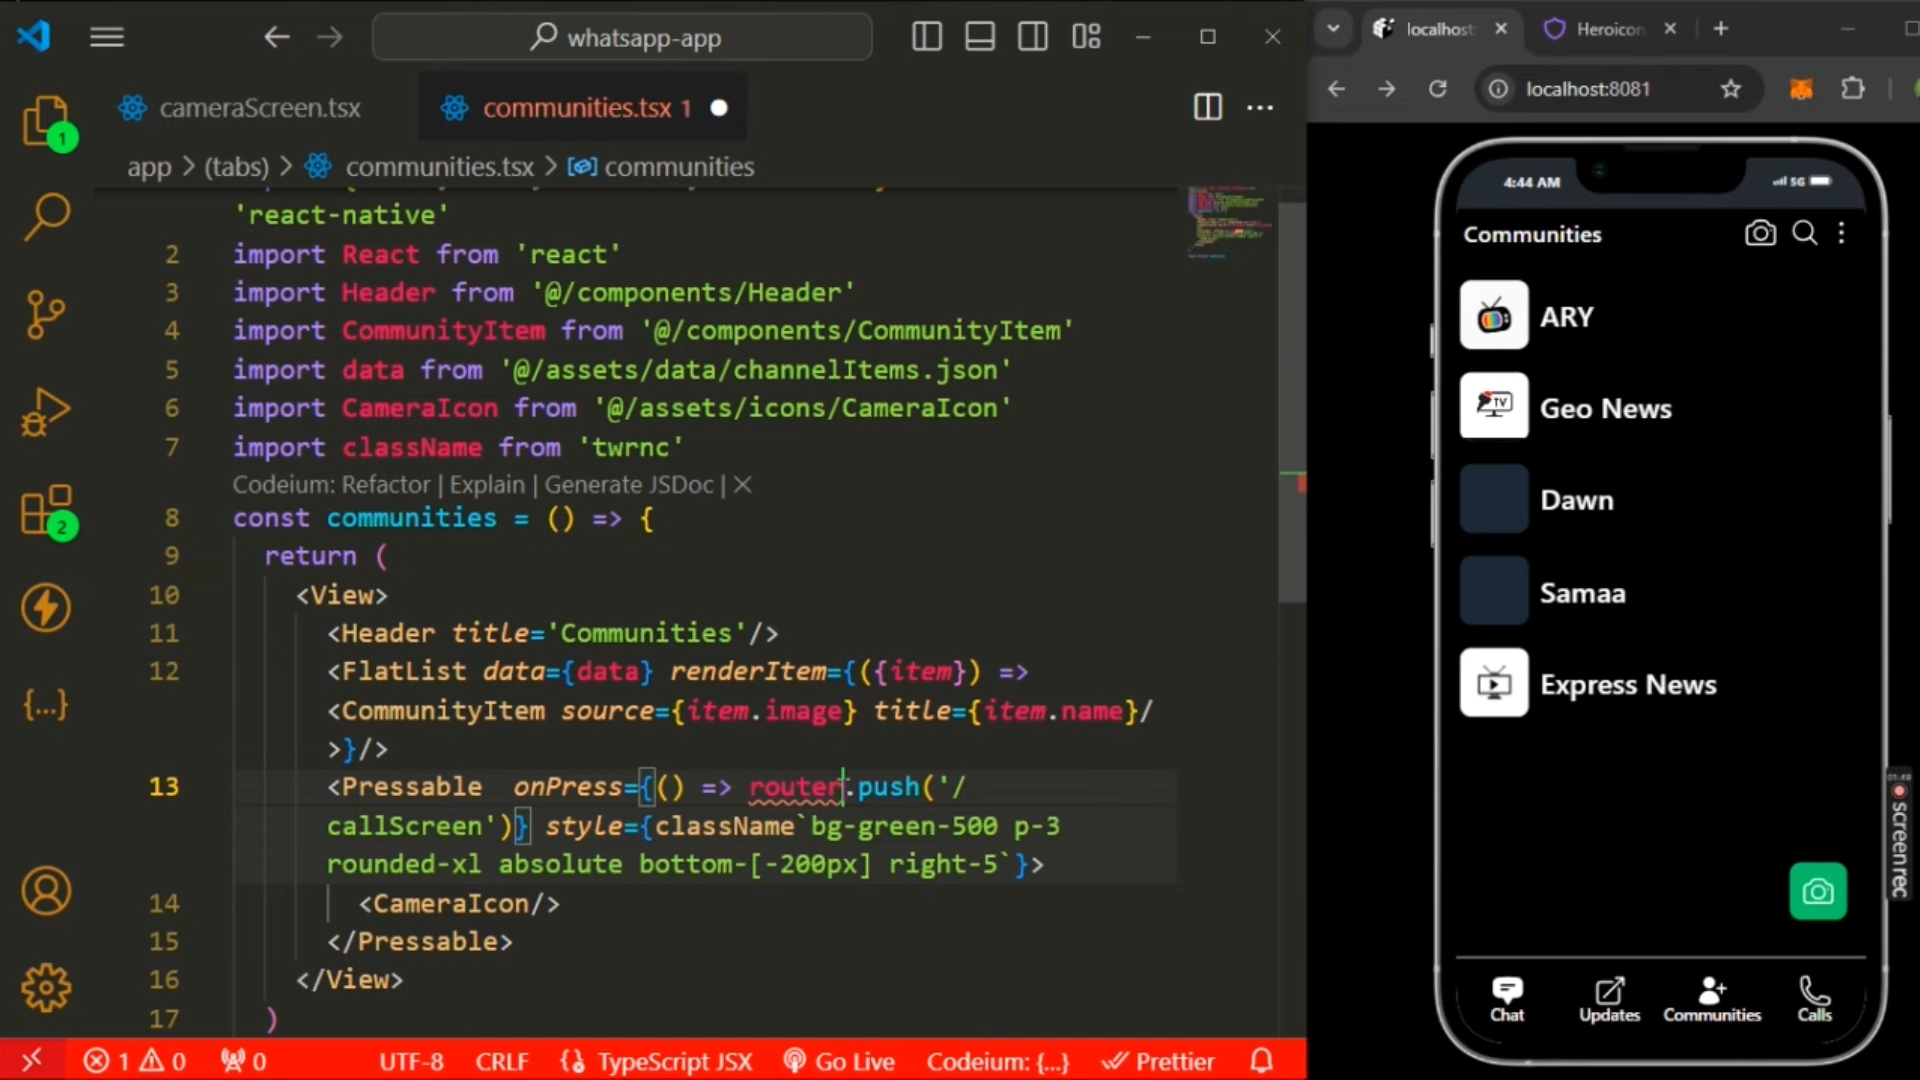 whatsapp-app
cameraScreen.tsx
communities.tsx 1
app > (tabs) > communities.tsx > communities
'react-native'
2 import React from 'react'
3 import Header from '@/components/Header'
4 import CommunityItem from '@/components/CommunityItem'
5 import data from '@/assets/data/channelItems.json'
6 import CameraIcon from '@/assets/icons/CameraIcon'
7 import className from 'twrnc'
Codeium: Refactor | Explain | Generate JSDoc | ×
8 const communities = () => {
9 return (
10 <View>
11 <Header title='Communities'/>
12 <FlatList data={data} renderItem={({item}) =>
<CommunityItem source={item.image} title={item.name}/
>}/>
13 <Pressable  onPress={() => router.push('/
callScreen')} style={className`bg-green-500 p-3
rounded-xl absolute bottom-[-200px] right-5`}>
14 <CameraIcon/>
15 </Pressable>
16 </View>
17 )
1
2
{...}
1 0 0 UTF-8 CRLF TypeScript JSX Go Live Codeium: {...} Prettier
localhost:
Heroicon
localhost:8081
4:44 AM
5G
Communities
ARY
Geo News
TV
Dawn
Samaa
Express News
Chat
Updates
Communities
Calls
01:49
screenrec